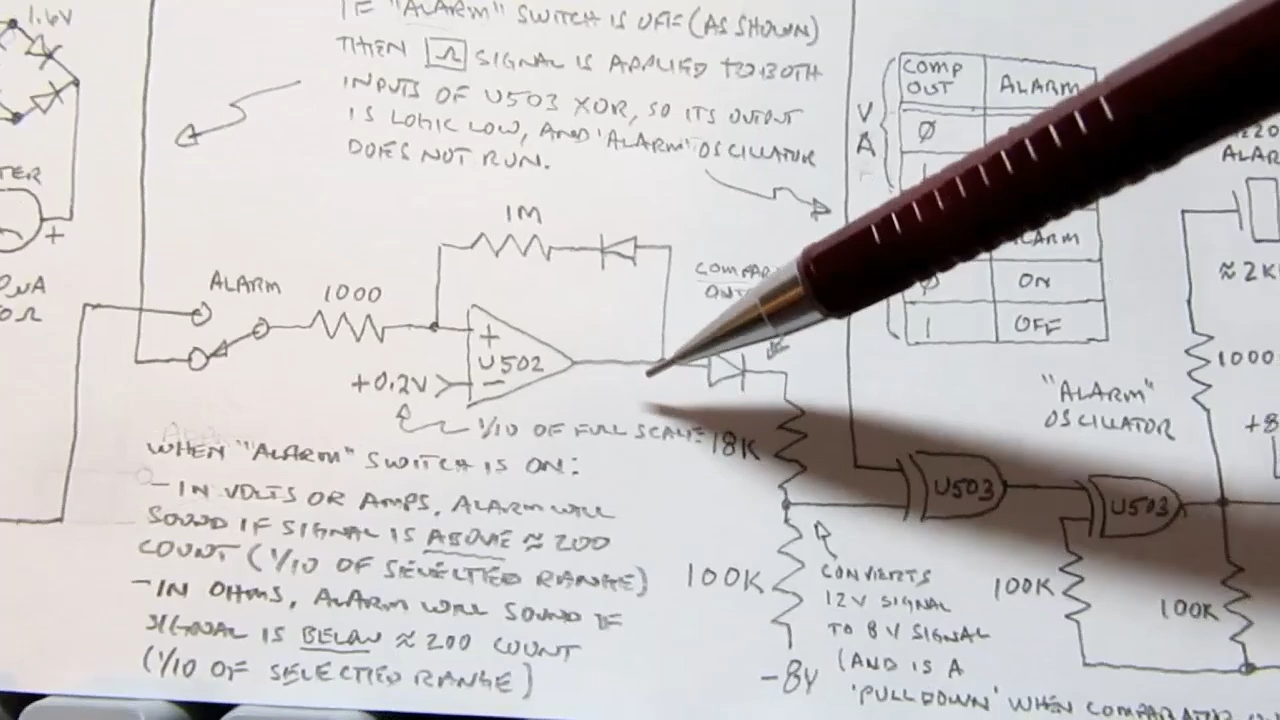 1.6V
IF "ALARM" SWITCH IS OFF (AS SHOWN)
THEN SIGNAL IS APPLIED TO BOTH
INPUTS OF U503 XOR, SO ITS OUTPUT
IS LOGIC LOW, AND 'ALARM' OSCILLATOR
DOES NOT RUN.
COMP
OUT
ALARM
V
A
Ø
ALARM
Ø
ON
1
OFF
+
1M
ALARM
1000
+
U502
-
+0.2V
1/10 OF FULL SCALE
18K
WHEN "ALARM" SWITCH IS ON:
- IN VOLTS OR AMPS, ALARM WILL
SOUND IF SIGNAL IS ABOVE ≈ 200
COUNT (1/10 OF SELECTED RANGE)
- IN OHMS, ALARM WILL SOUND IF
SIGNAL IS BELOW ≈ 200 COUNT
(1/10 OF SELECTED RANGE)
100K
-8V
CONVERTS
12V SIGNAL
TO 8V SIGNAL
(AND IS A
'PULLDOWN' WHEN
U503
U503
"ALARM"
OSCILLATOR
1000
+8
100K
100K